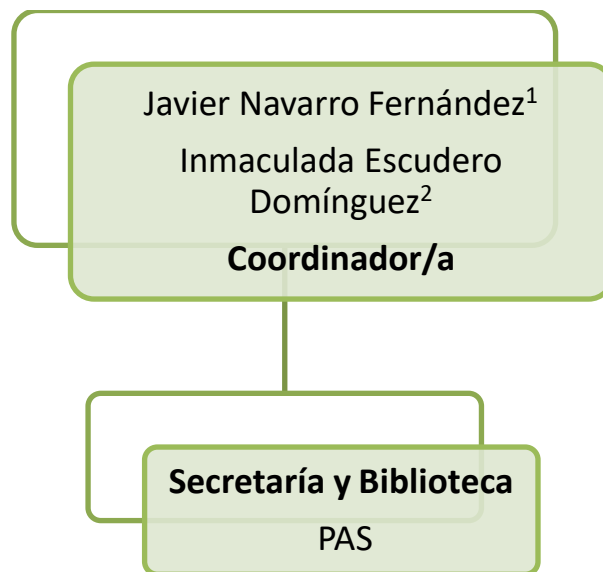 Javier Navarro Fernández¹
Inmaculada Escudero
Domínguez²
Coordinador/a
Secretaría y Biblioteca
PAS